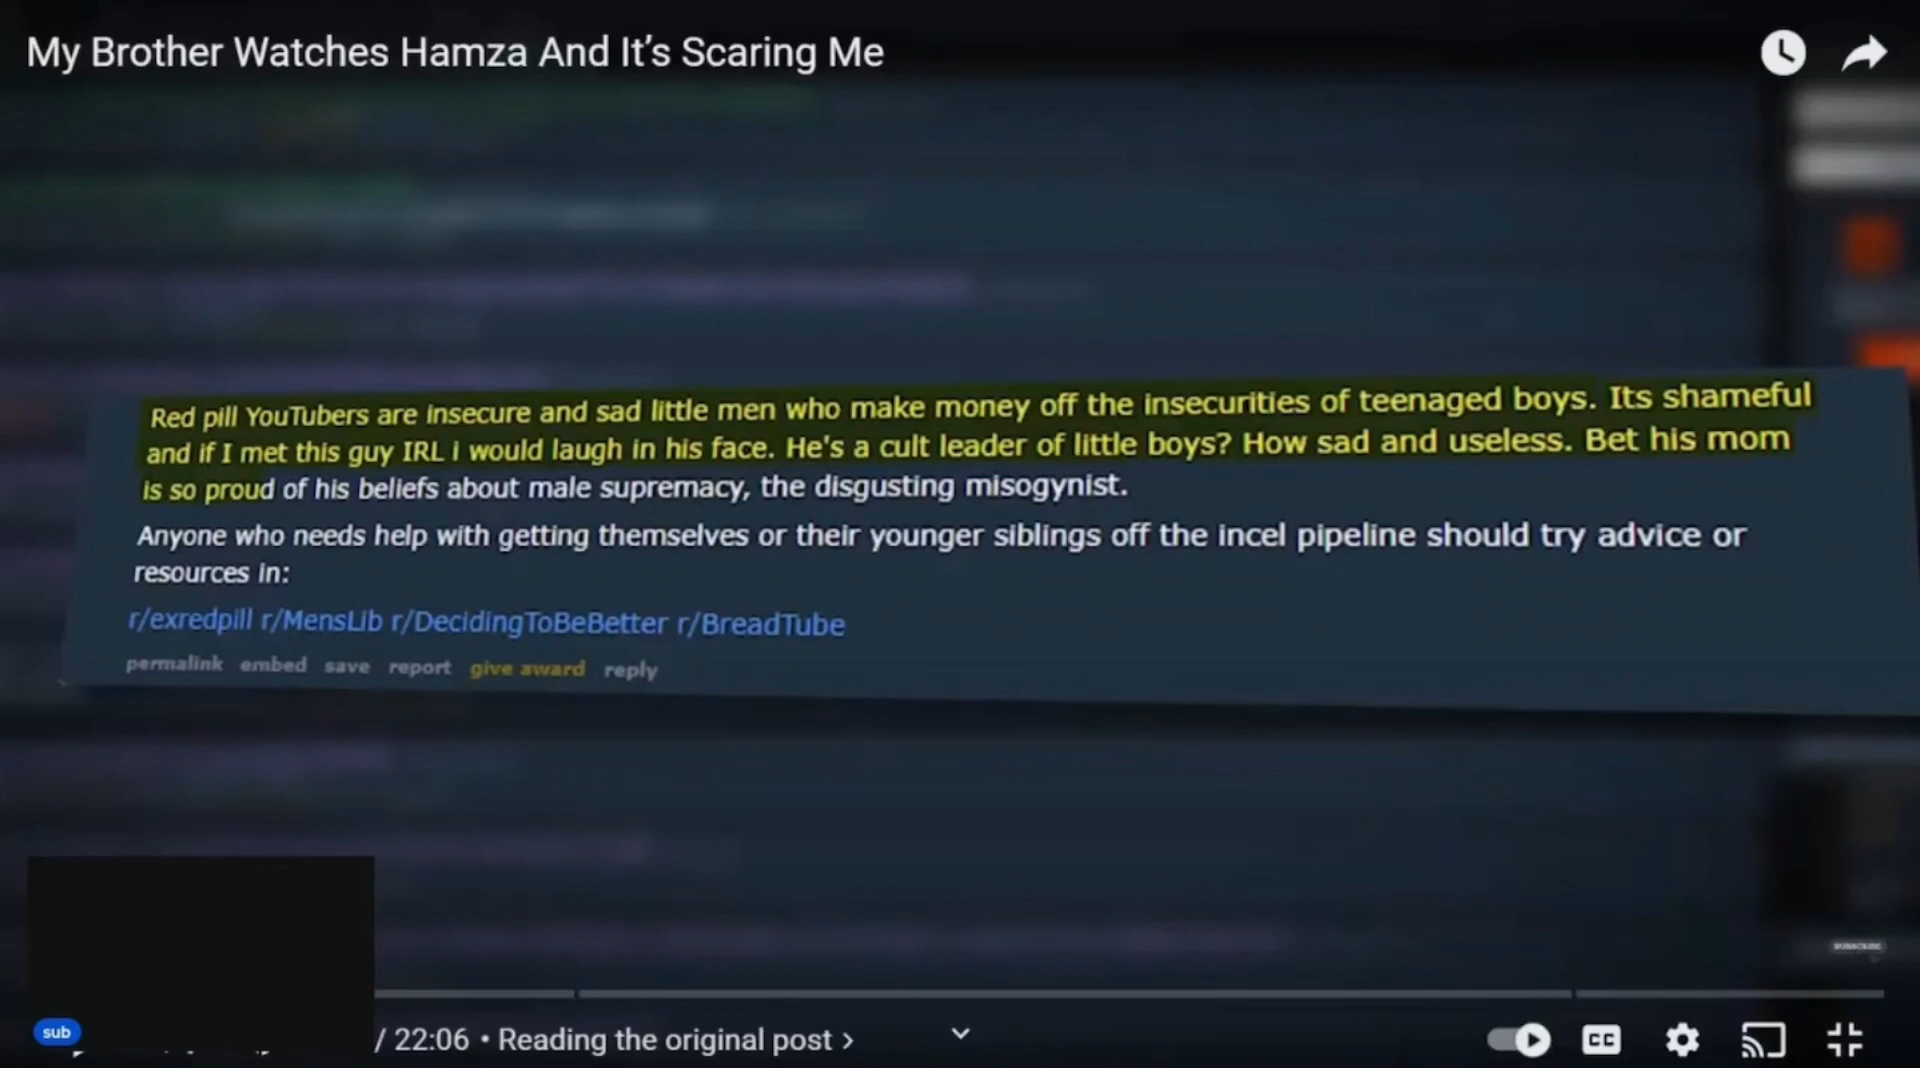 My Brother Watches Hamza And It's Scaring Me
Red pill YouTubers are insecure and sad little men who make money off the insecurities of teenaged boys. Its shameful
and if I met this guy IRL i would laugh in his face. He's a cult leader of little boys? How sad and useless. Bet his mom
is so proud of his beliefs about male supremacy, the disgusting misogynist.
Anyone who needs help with getting themselves or their younger siblings off the incel pipeline should try advice or
resources in:
r/exredpill r/MensLib r/DecidingToBeBetter r/BreadTube
permalink embed save report give award reply
SUBSCRIBE
sub
/ 22:06 • Reading the original post >
CC